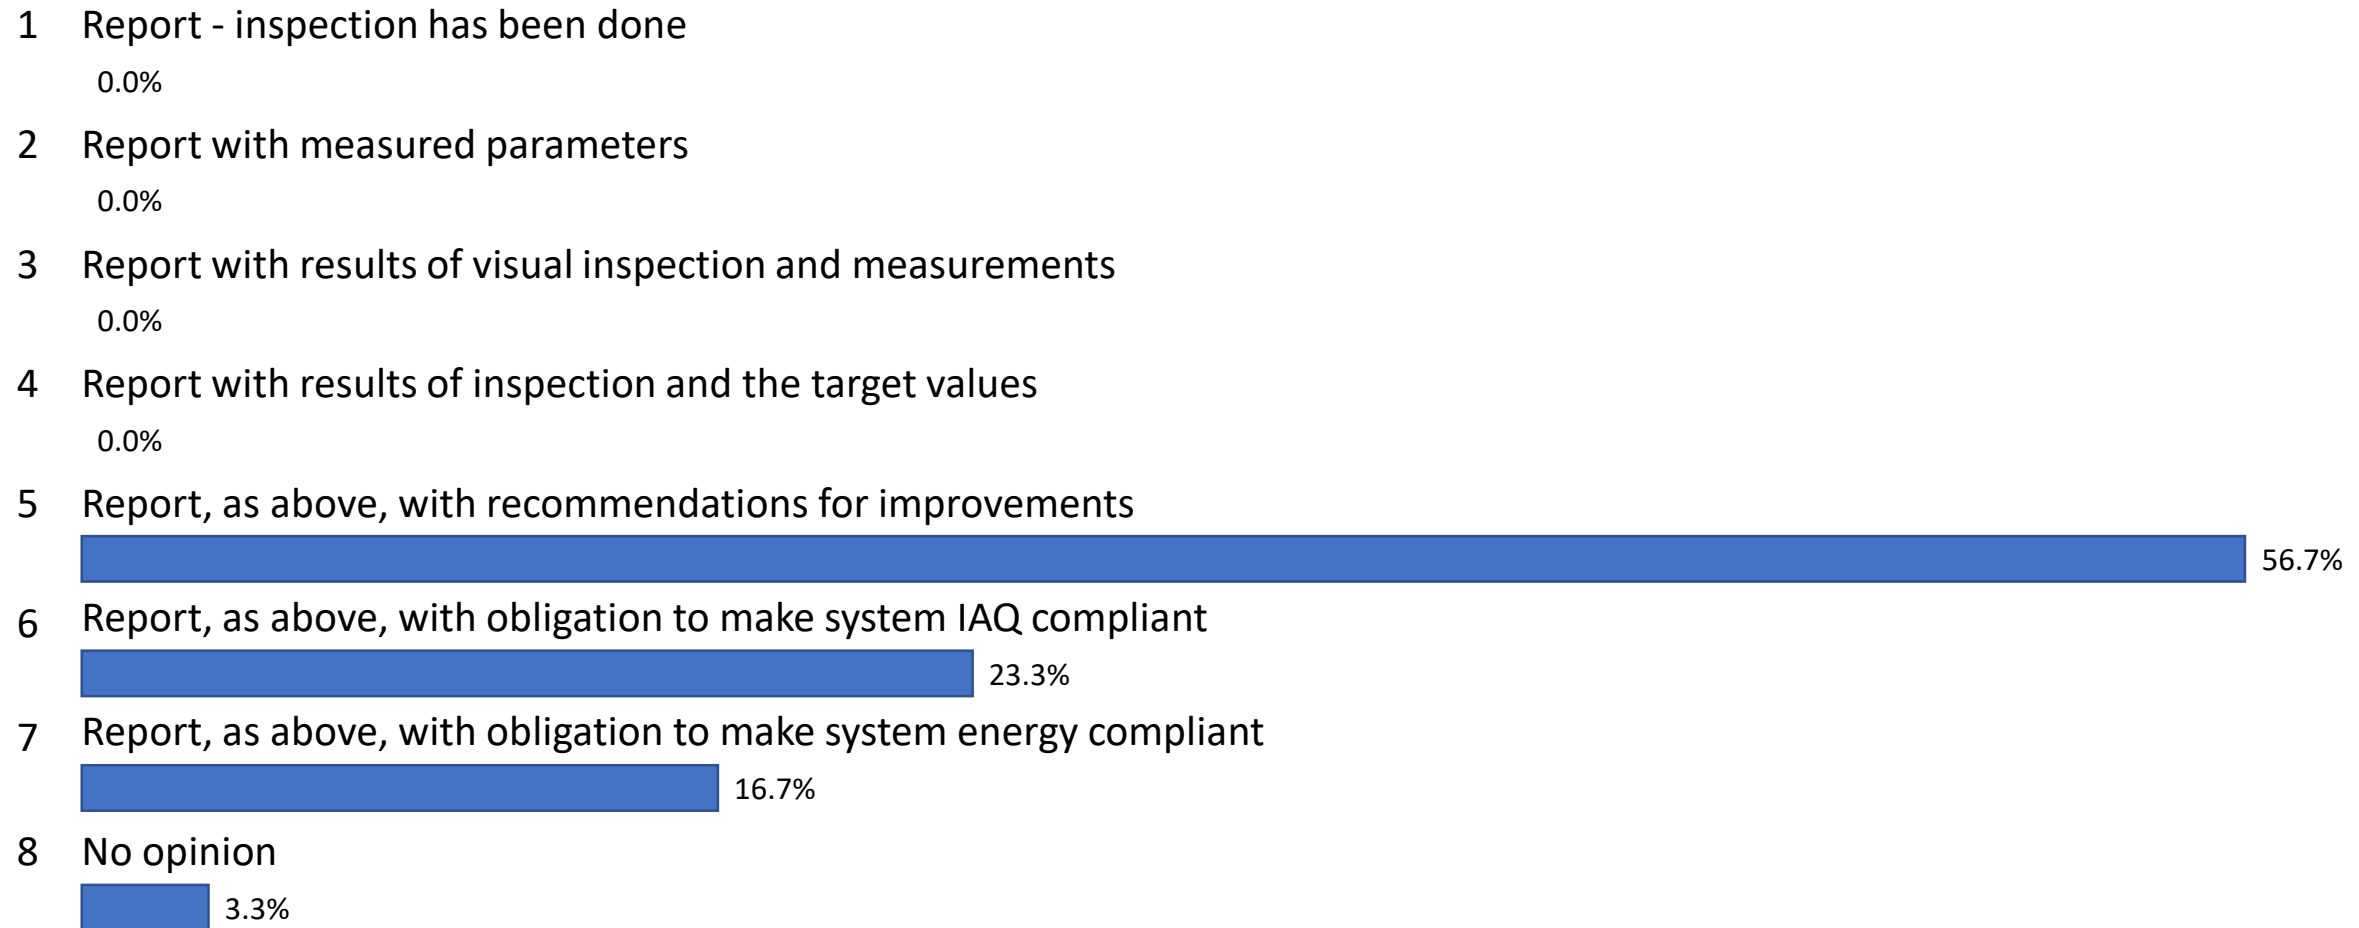 1 Report - inspection has been done
0.0%
2 Report with measured parameters
0.0%
3 Report with results of visual inspection and measurements
0.0%
4 Report with results of inspection and the target values
0.0%
5 Report, as above, with recommendations for improvements
56.7%
6 Report, as above, with obligation to make system IAQ compliant
23.3%
7 Report, as above, with obligation to make system energy compliant
16.7%
8 No opinion
3.3%